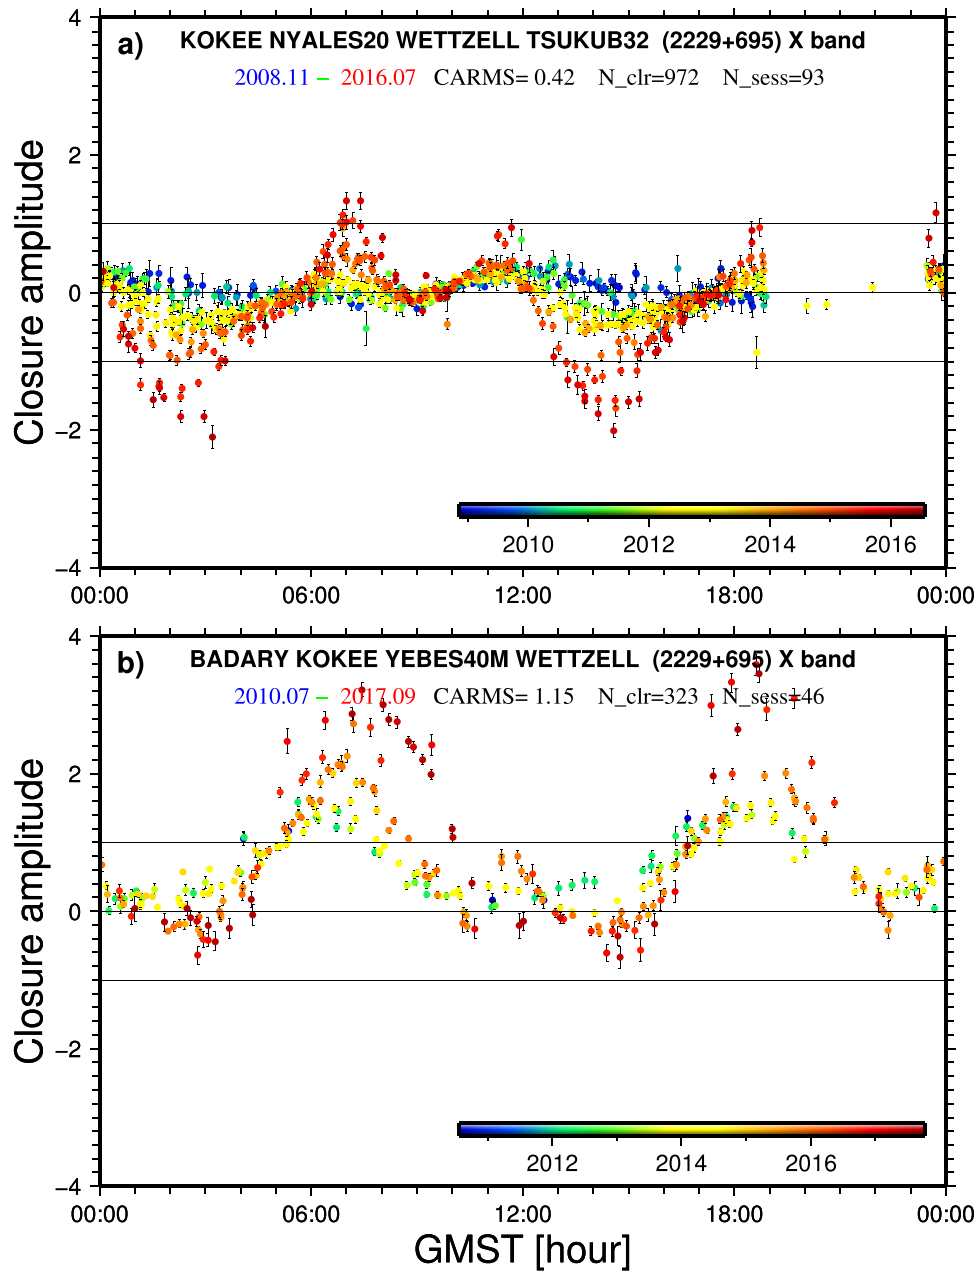 a) KOKEE NYALES20 WETTZELL TSUKUB32 (2229+695) X band
2008.11 – 2016.07 CARMS= 0.42 N_clr=972 N_sess=93
Closure amplitude
4
2
0
−2
−4
2010 2012 2014 2016
00:00 06:00 12:00 18:00 00:00
b) BADARY KOKEE YEBES40M WETTZELL (2229+695) X band
2010.07 – 2017.09 CARMS= 1.15 N_clr=323 N_sess=46
Closure amplitude
4
2
0
−2
−4
2012 2014 2016
00:00 06:00 12:00 18:00 00:00
GMST [hour]